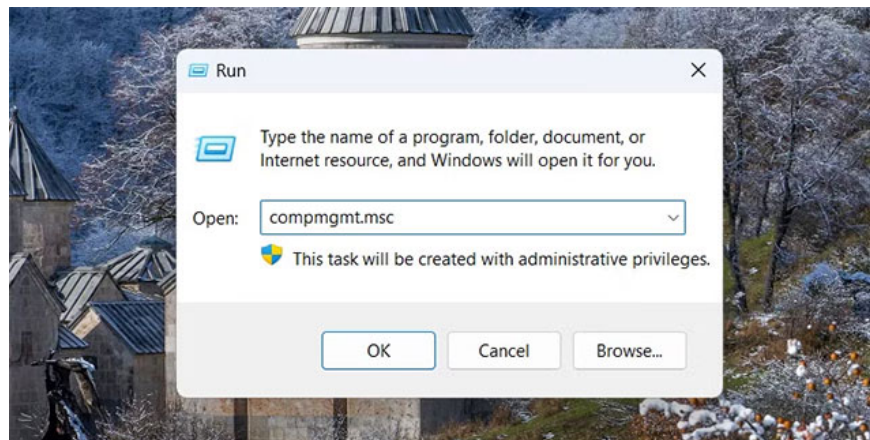 Run
Type the name of a program, folder, document, or
Internet resource, and Windows will open it for you.
Open: compmgmt.msc
This task will be created with administrative privileges.
OK Cancel Browse...